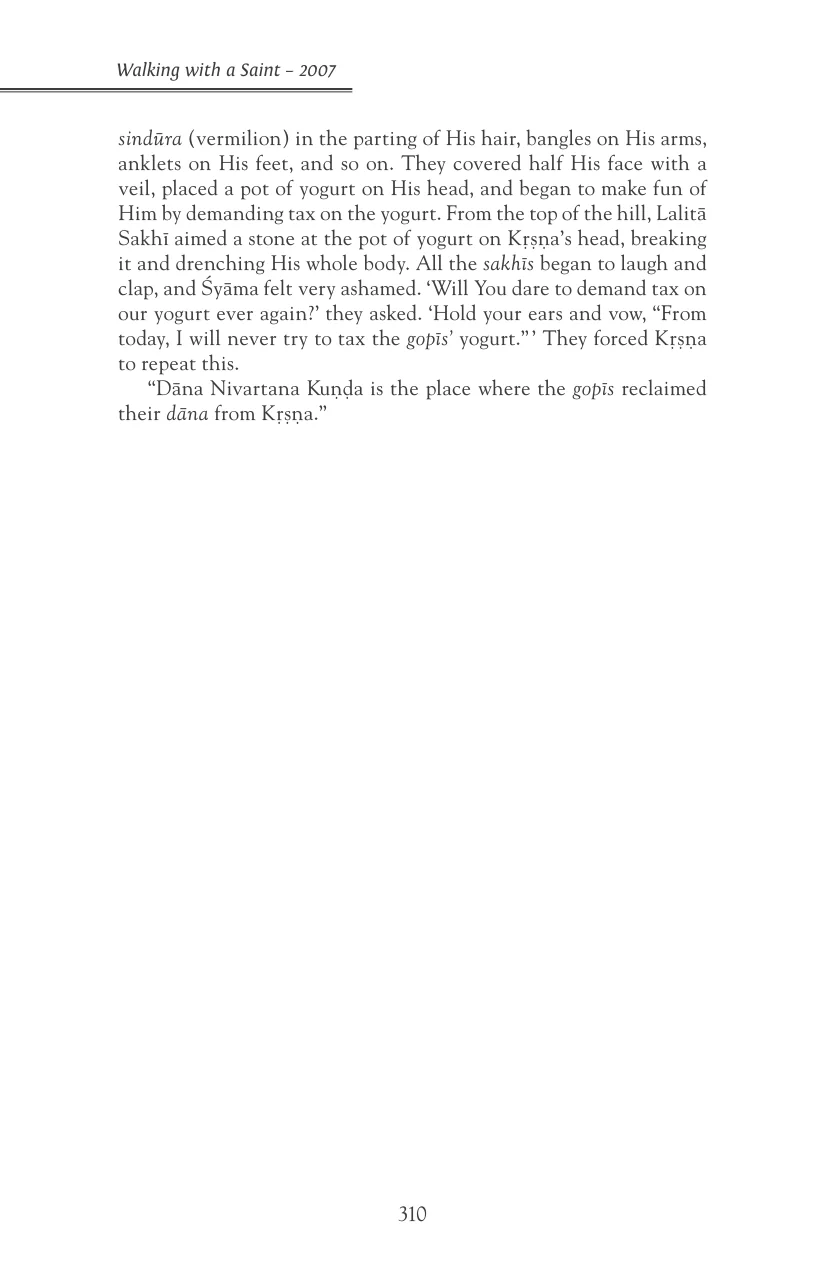 Walking with a Saint – 2007
sindūra (vermilion) in the parting of His hair, bangles on His arms,
anklets on His feet, and so on. They covered half His face with a
veil, placed a pot of yogurt on His head, and began to make fun of
Him by demanding tax on the yogurt. From the top of the hill, Lalitā
Sakhī aimed a stone at the pot of yogurt on Kṛṣṇa’s head, breaking
it and drenching His whole body. All the sakhīs began to laugh and
clap, and Śyāma felt very ashamed. ‘Will You dare to demand tax on
our yogurt ever again?’ they asked. ‘Hold your ears and vow, “From
today, I will never try to tax the gopīs’ yogurt.”’ They forced Kṛṣṇa
to repeat this.
“Dāna Nivartana Kuṇḍa is the place where the gopīs reclaimed
their dāna from Kṛṣṇa.”
310